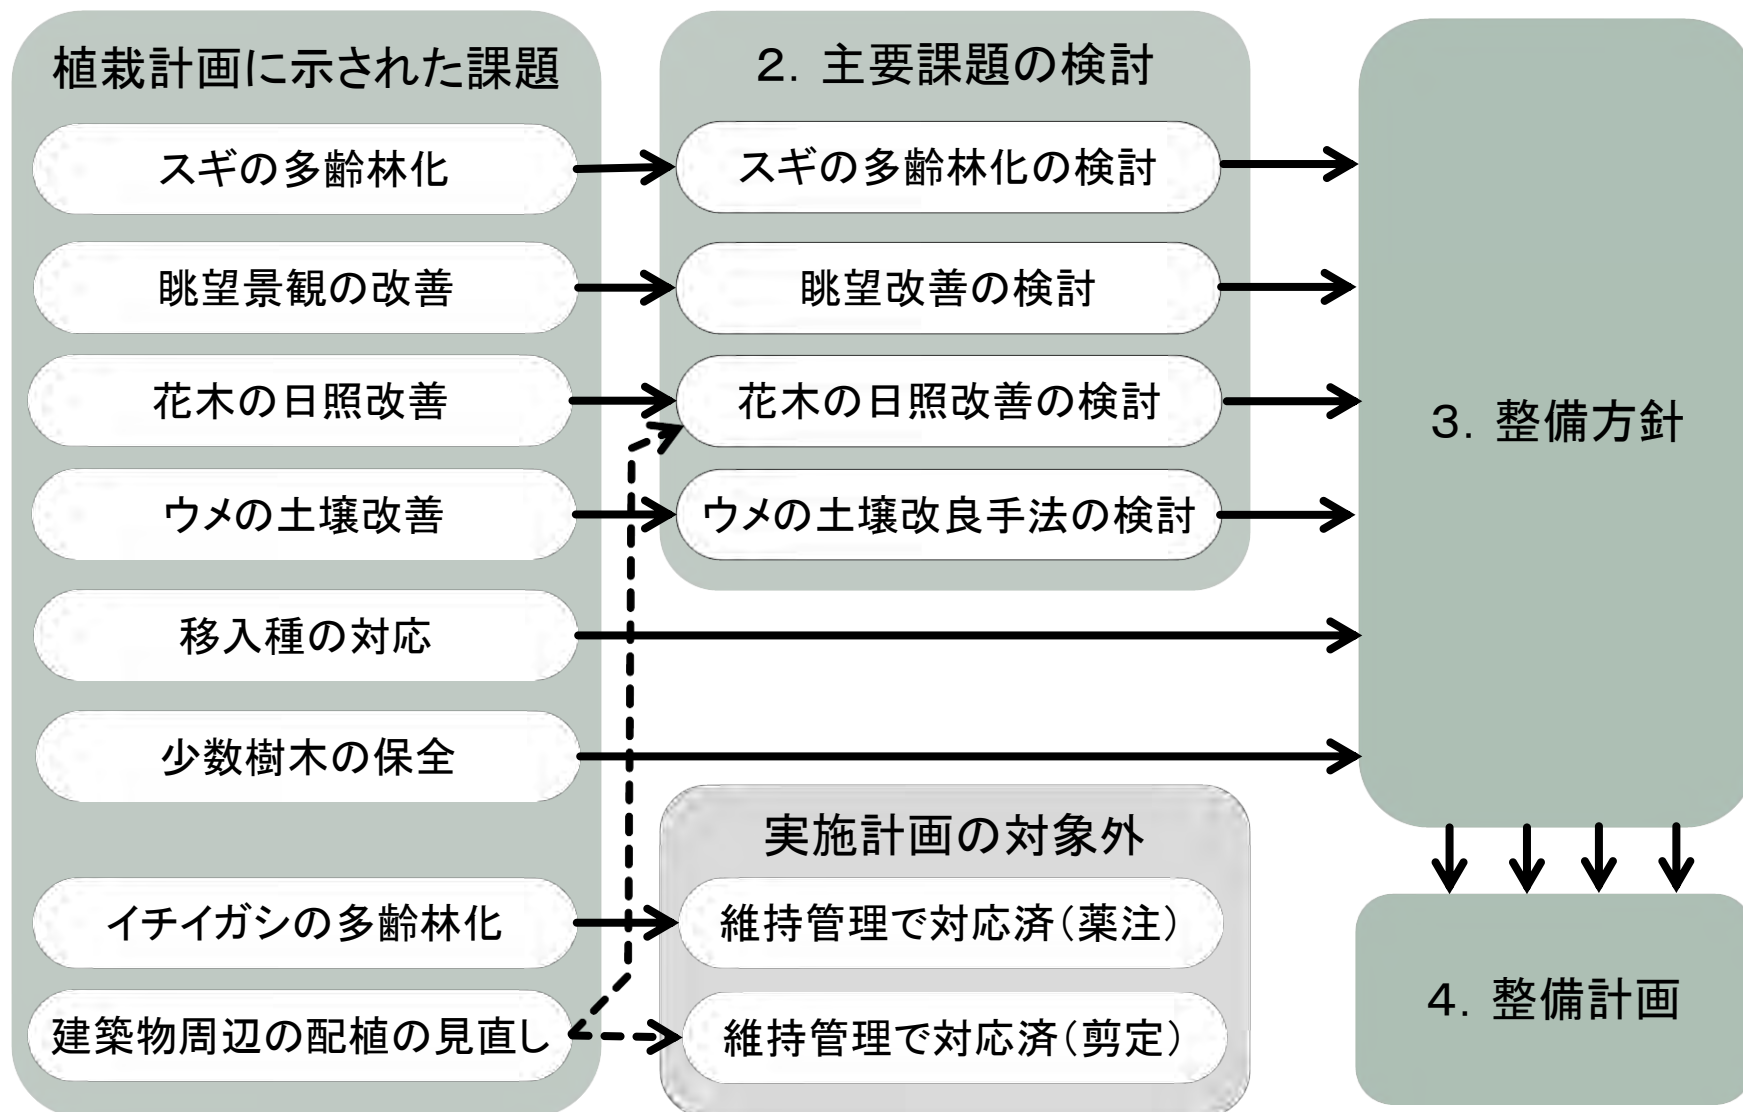 植栽計画に示された課題
スギの多齢林化
眺望景観の改善
花木の日照改善
ウメの土壌改善
移入種の対応
少数樹木の保全
イチイガシの多齢林化
建築物周辺の配植の見直し
２．主要課題の検討
スギの多齢林化の検討
眺望改善の検討
花木の日照改善の検討
ウメの土壌改良手法の検討
実施計画の対象外
維持管理で対応済（薬注）
維持管理で対応済（剪定）
３．整備方針
４．整備計画